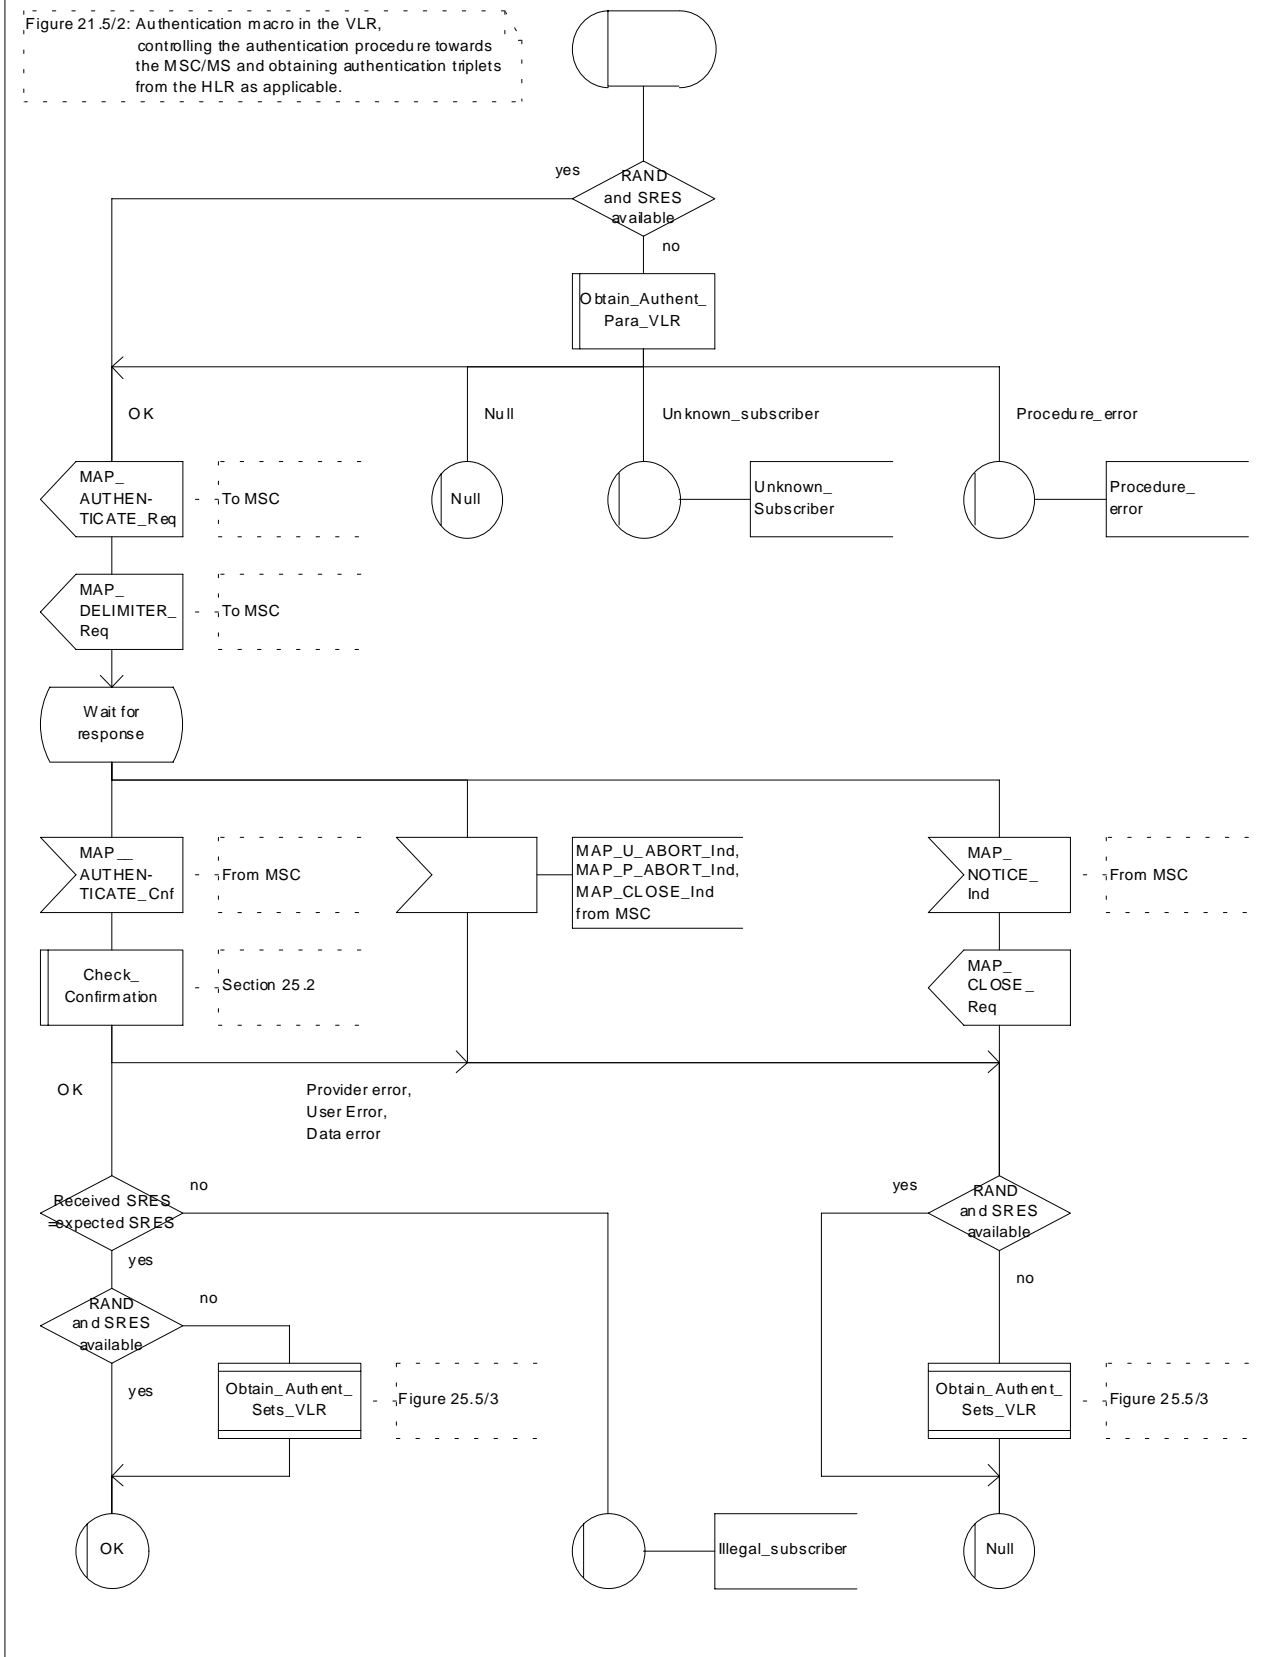 Figure 21.5/2: Authentication macro in the VLR,
controlling the authentication procedure towards
the MSC/MS and obtaining authentication triplets
from the HLR as applicable.
yes
RAND
and SRES
available
no
Obtain_Authent_
Para_VLR
OK
Null
Unknown_subscriber
Procedure_error
MAP_
AUTHEN-
TICATE_Req
To MSC
Null
Unknown_
Subscriber
Procedure_
error
MAP_
DELIMITER_
Req
To MSC
Wait for
response
MAP__
AUTHEN-
TICATE_Cnf
From MSC
MAP_U_ABORT_Ind,
MAP_P_ABORT_Ind,
MAP_CLOSE_Ind
from MSC
MAP_
NOTICE_
Ind
From MSC
Check_
Confirmation
Section 25.2
MAP_
CLOSE_
Req
OK
Provider error,
User Error,
Data error
Received SRES
=expected SRES
no
yes
yes
RAND
and SRES
available
no
RAND
and SRES
available
no
yes
Obtain_Authent_
Sets_VLR
Figure 25.5/3
Obtain_Authent_
Sets_VLR
Figure 25.5/3
OK
Illegal_subscriber
Null